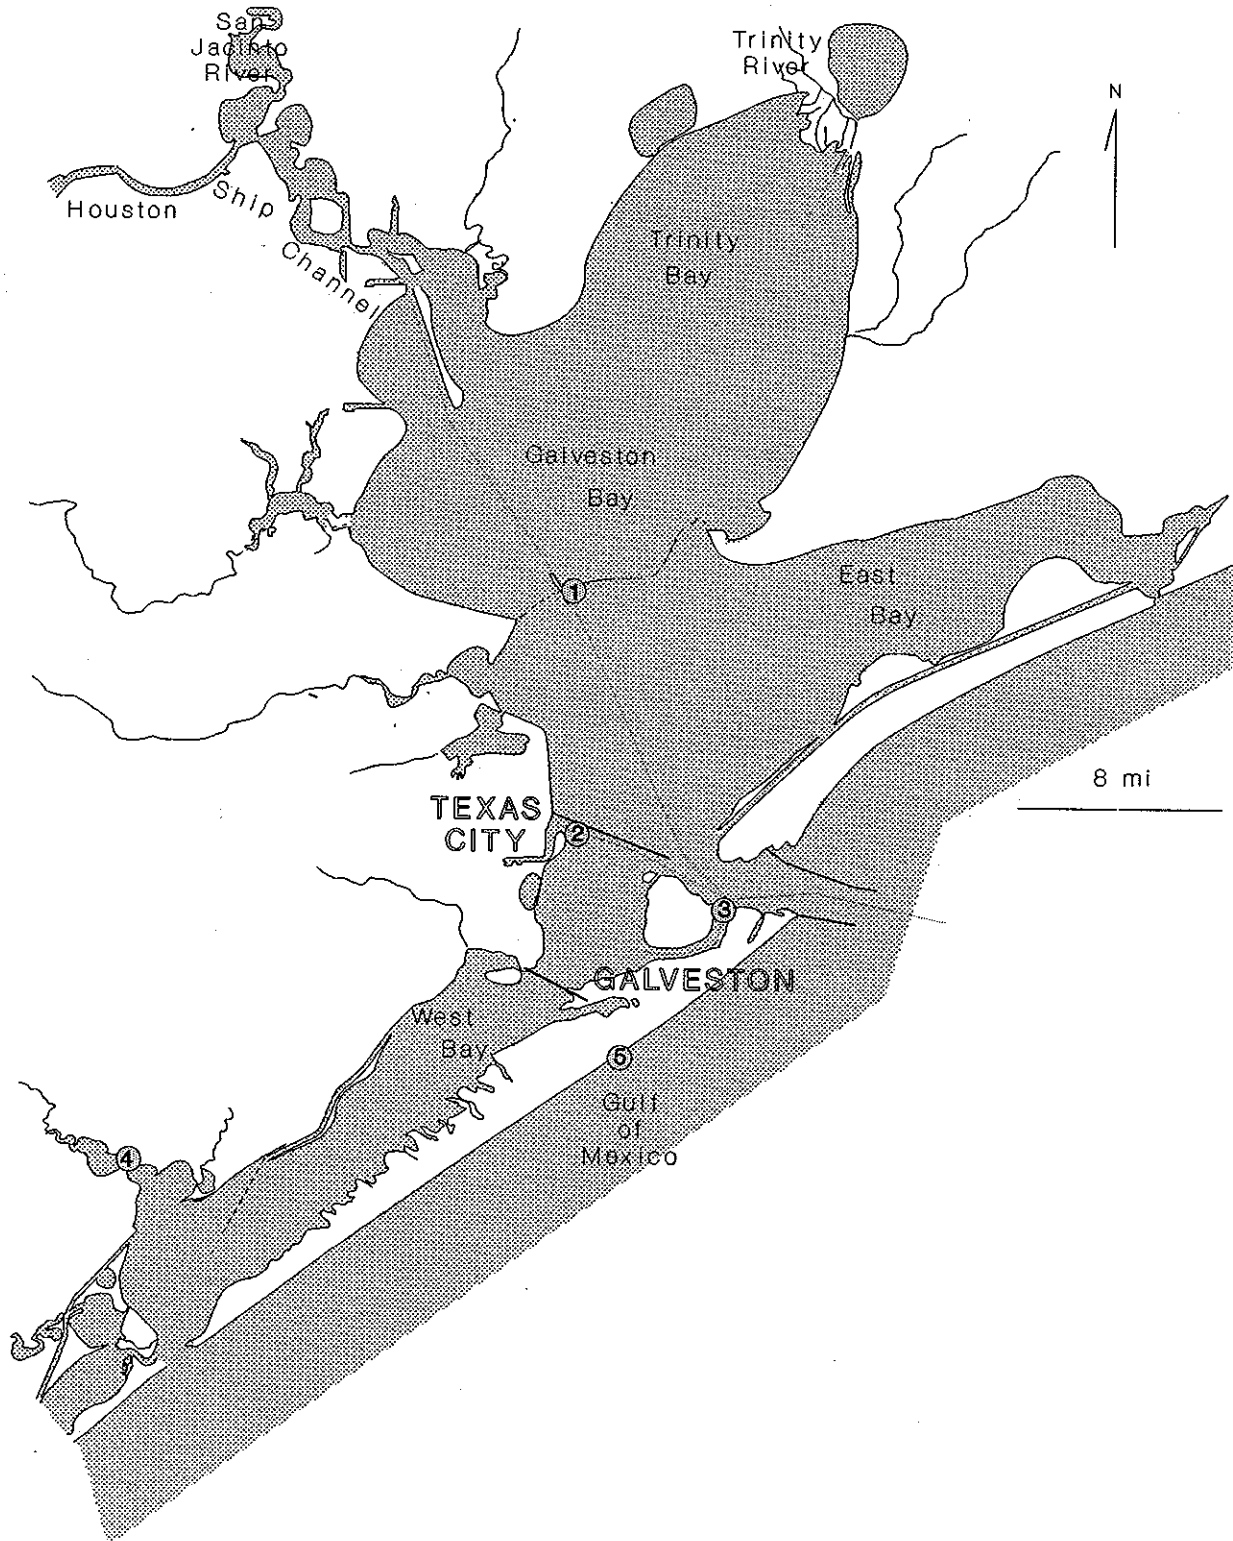 San
Jacinto
River
Trinity
River
N
Houston
Ship
Channel
Trinity
Bay
Galveston
Bay
East
Bay
1
8 mi
TEXAS
CITY
2
3
GALVESTON
West
Bay
5
Gulf
of
Mexico
4